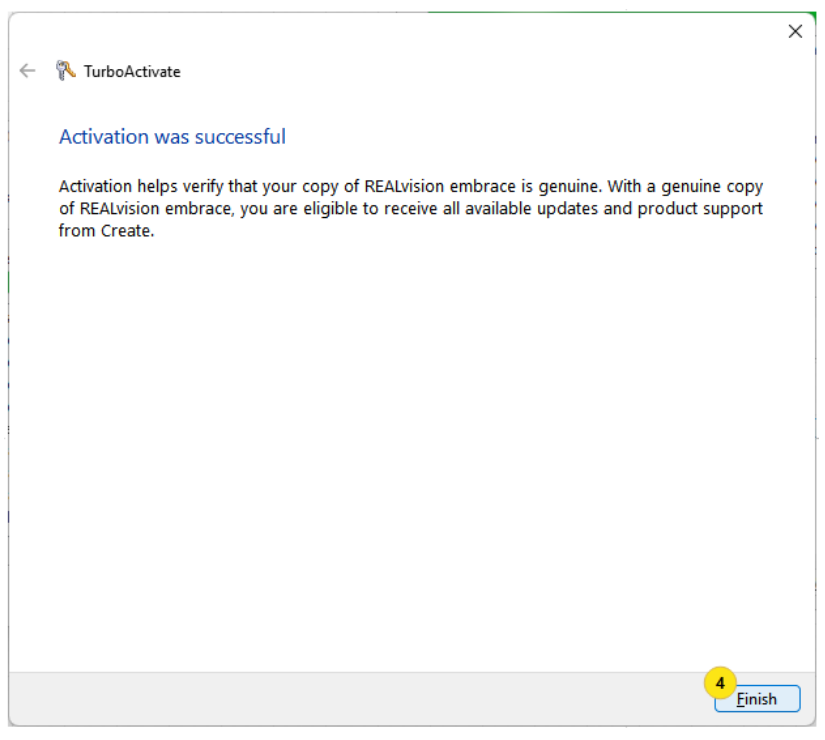 TurboActivate
Activation was successful
Activation helps verify that your copy of REALvision embrace is genuine. With a genuine copy
of REALvision embrace, you are eligible to receive all available updates and product support
from Create.
4
Finish